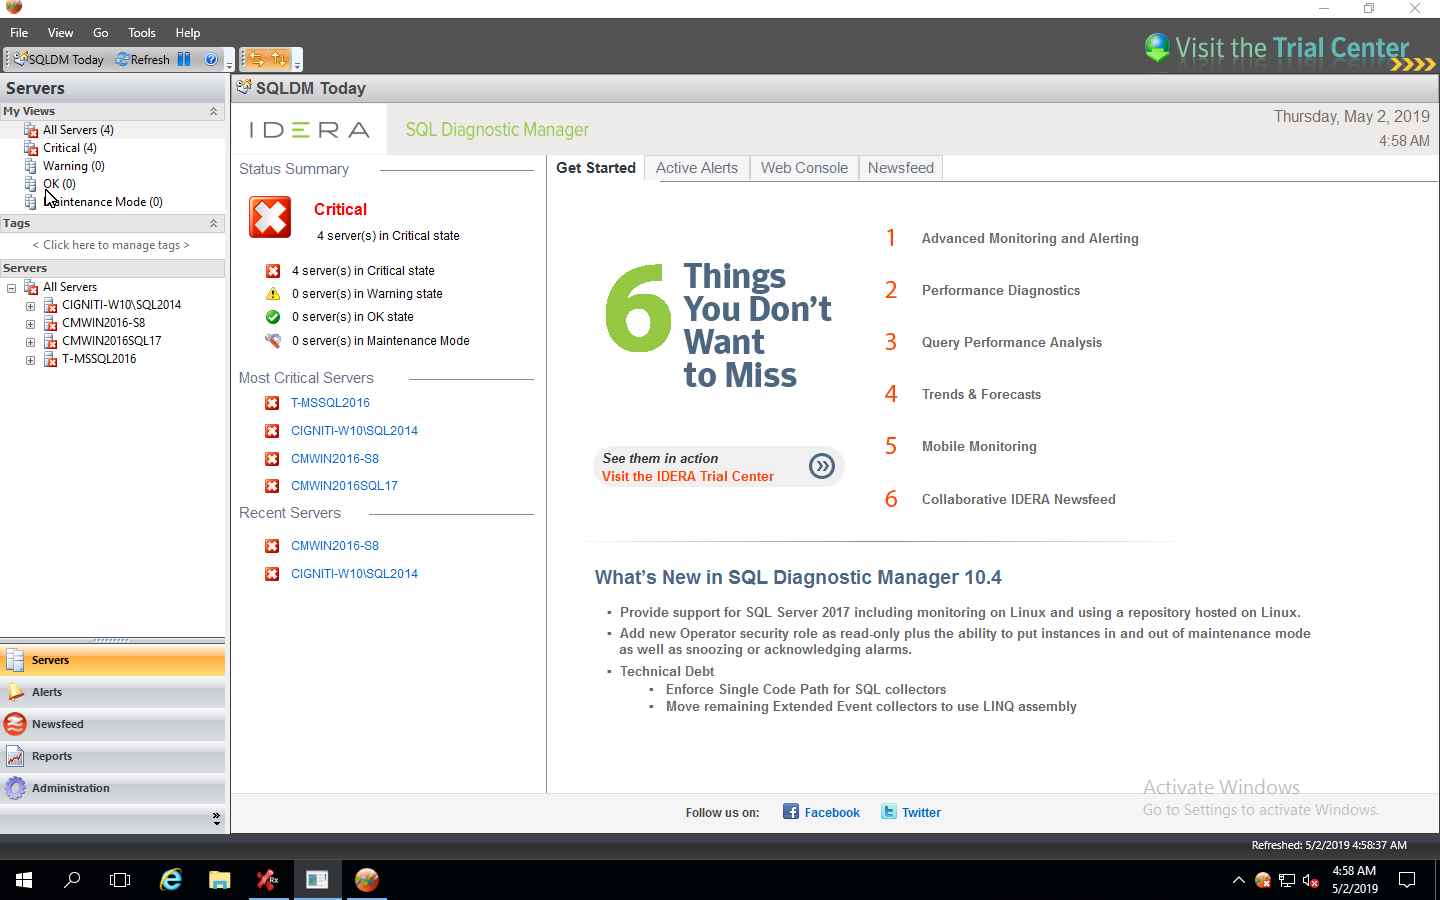 File View Go Tools Help
Visit the Trial Center
SQLDM Today Refresh
Servers
SQLDM Today
My Views
All Servers (4)
Critical (4)
Warning (0)
OK (0)
Maintenance Mode (0)
Tags
< Click here to manage tags >
Servers
All Servers
CIGNITI-W10\SQL2014
CMWIN2016-S8
CMWIN2016SQL17
T-MSSQL2016
Servers
Alerts
Newsfeed
Reports
Administration
IDERA
SQL Diagnostic Manager
Thursday, May 2, 2019
4:58 AM
Status Summary
Critical
4 server(s) in Critical state
4 server(s) in Critical state
0 server(s) in Warning state
0 server(s) in OK state
0 server(s) in Maintenance Mode
Most Critical Servers
T-MSSQL2016
CIGNITI-W10\SQL2014
CMWIN2016-S8
CMWIN2016SQL17
Recent Servers
CMWIN2016-S8
CIGNITI-W10\SQL2014
Get Started Active Alerts Web Console Newsfeed
6 Things
You Don't
Want
to Miss
See them in action
Visit the IDERA Trial Center
1 Advanced Monitoring and Alerting
2 Performance Diagnostics
3 Query Performance Analysis
4 Trends & Forecasts
5 Mobile Monitoring
6 Collaborative IDERA Newsfeed
What's New in SQL Diagnostic Manager 10.4
▪ Provide support for SQL Server 2017 including monitoring on Linux and using a repository hosted on Linux.
▪ Add new Operator security role as read-only plus the ability to put instances in and out of maintenance mode
as well as snoozing or acknowledging alarms.
▪ Technical Debt
▪ Enforce Single Code Path for SQL collectors
▪ Move remaining Extended Event collectors to use LINQ assembly
Activate Windows
Go to Settings to activate Windows.
Follow us on: Facebook Twitter
Refreshed: 5/2/2019 4:58:37 AM
Rx
4:58 AM
5/2/2019